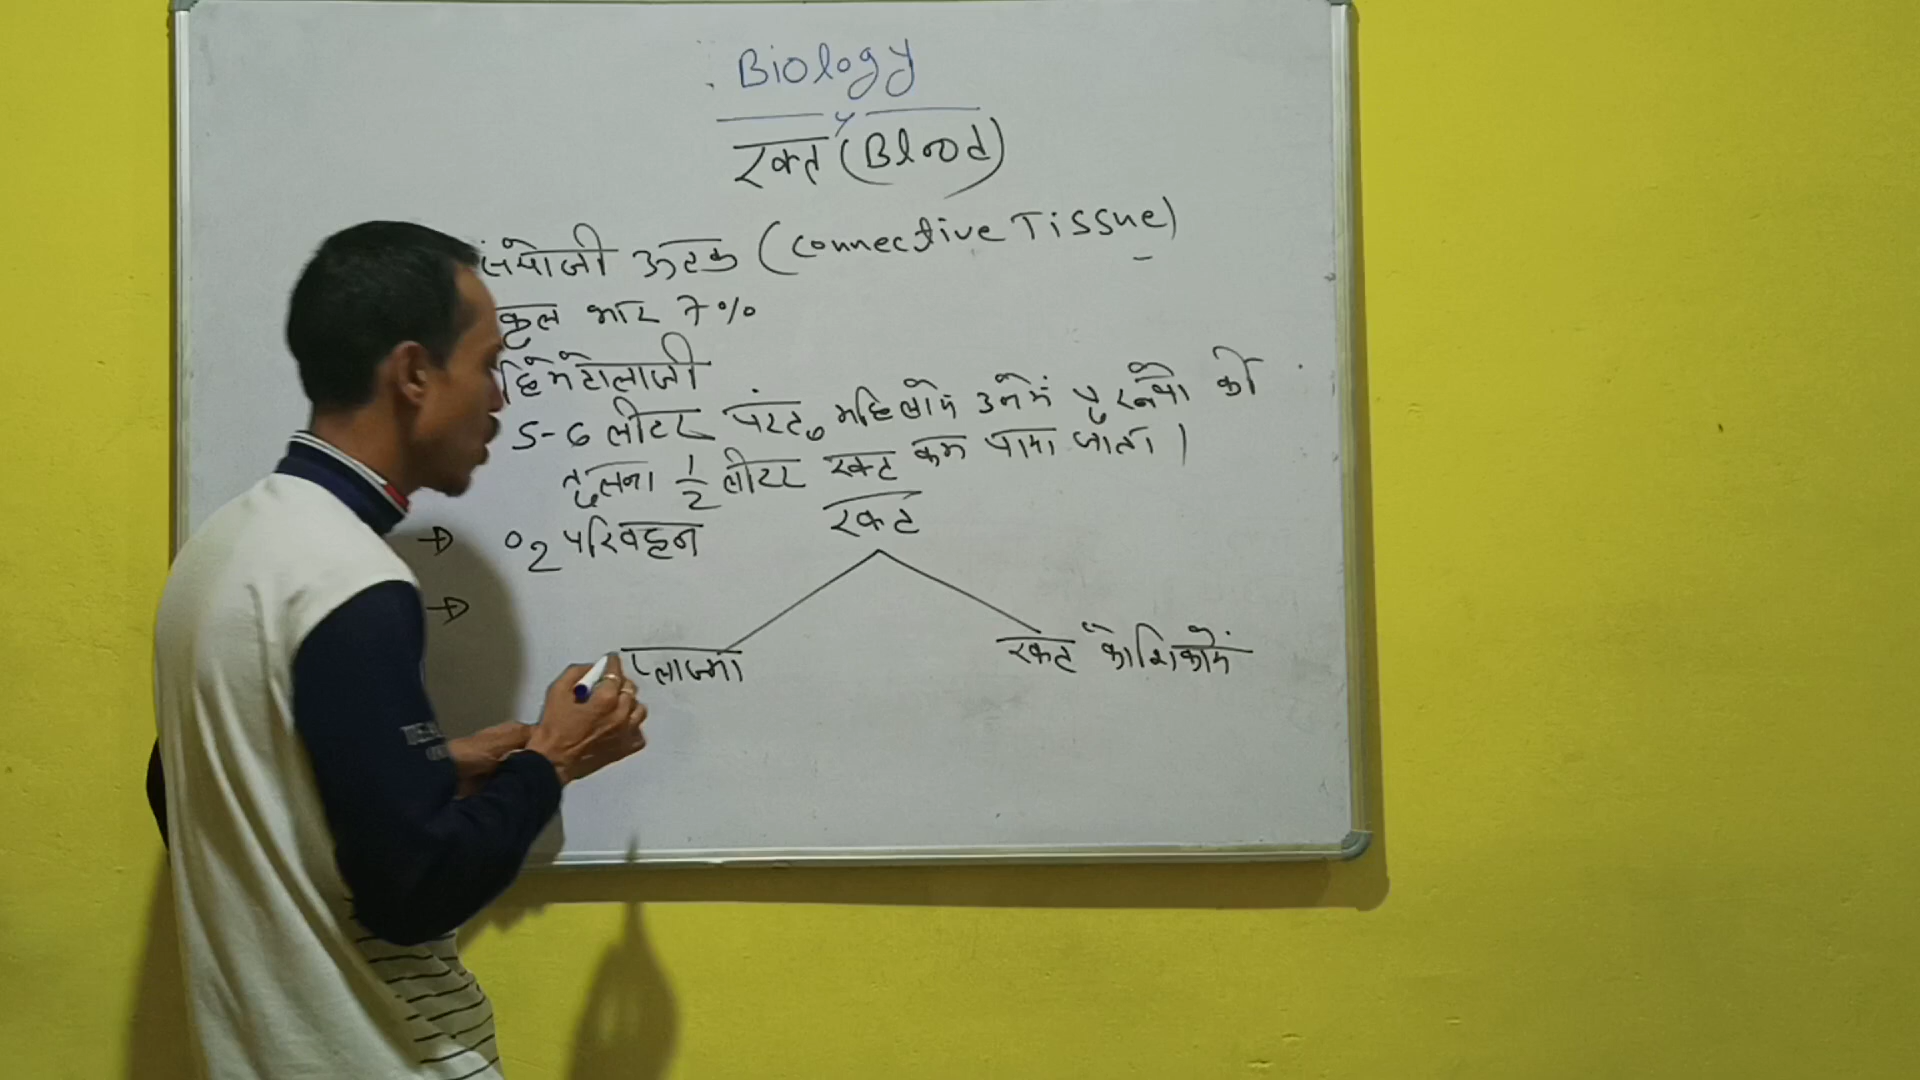 Biology
रक्त (Blood)
संयोजी ऊतक (Connective Tissue)
कुल भार 7%
हिमेटोलाजी
5-6 लीटर परंतु महिलाओं उनमें पुरुषों की
तुलना 1/2 लीटर रक्त कम पाया जाता।
रक्त
→ O2 परिवहन
→
प्लाज्मा रक्त कोशिकायें